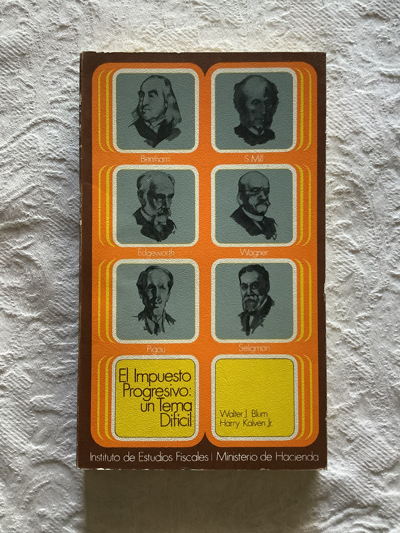 Bentham
S. Mill
Edgeworth
Wagner
Pigou
Seligman
El Impuesto
Progresivo:
un Tema
Difícil
Walter J. Blum
Harry Kalven Jr.
Instituto de Estudios Fiscales | Ministerio de Hacienda